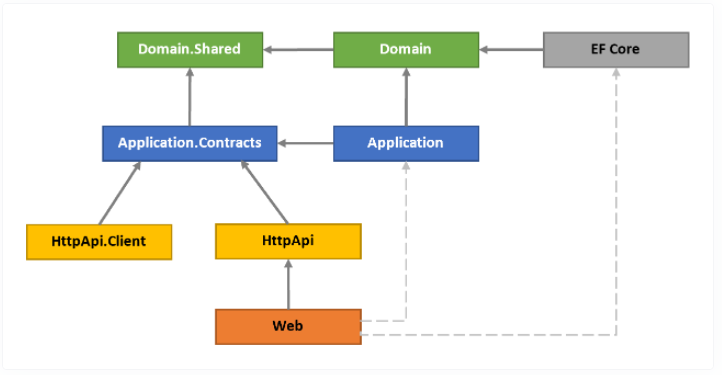 Domain.Shared
Domain
EF Core
Application.Contracts
Application
HttpApi.Client
HttpApi
Web